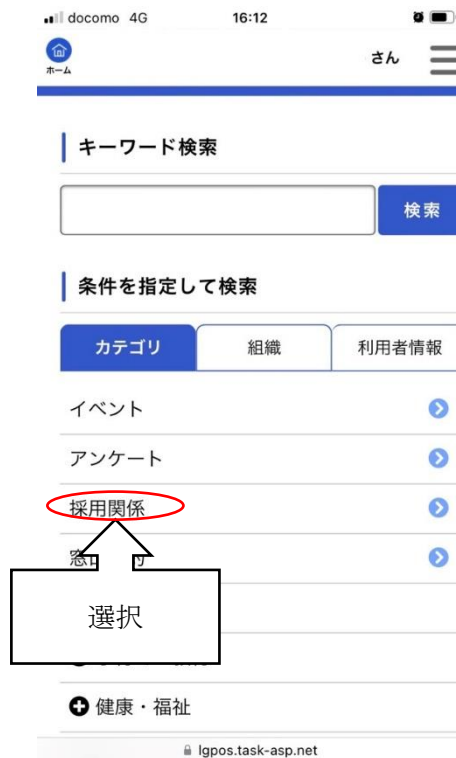 docomo 4G 16:12
ホーム
さん
キーワード検索
検索
条件を指定して検索
カテゴリ 組織 利用者情報
イベント
アンケート
採用関係
選択
健康・福祉
lgpos.task-asp.net